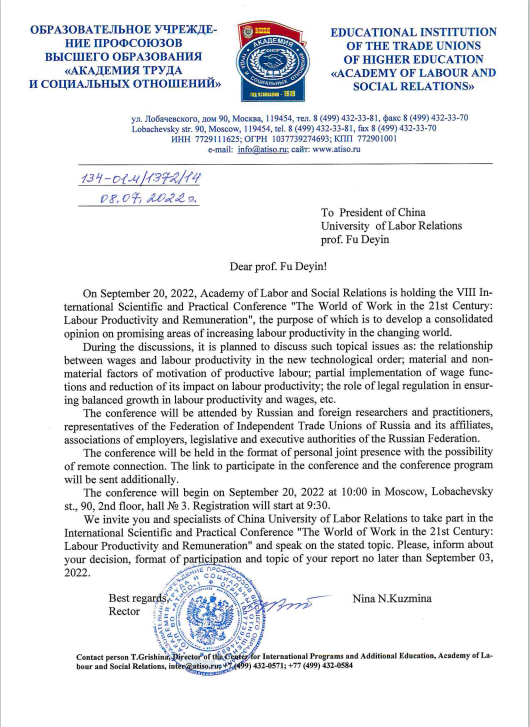 ОБРАЗОВАТЕЛЬНОЕ УЧРЕЖДЕ-
НИЕ ПРОФСОЮЗОВ
ВЫСШЕГО ОБРАЗОВАНИЯ
«АКАДЕМИЯ ТРУДА
И СОЦИАЛЬНЫХ ОТНОШЕНИЙ»
АКАДЕМИЯ
ГОД ОСНОВАНИЯ - 1919
EDUCATIONAL INSTITUTION
OF THE TRADE UNIONS
OF HIGHER EDUCATION
«ACADEMY OF LABOUR AND
SOCIAL RELATIONS»
ул. Лобачевского, дом 90, Москва, 119454, тел. 8 (499) 432-33-81, факс 8 (499) 432-33-70
Lobachevsky str. 90, Moscow, 119454, tel. 8 (499) 432-33-81, fax 8 (499) 432-33-70
ИНН 7729111625; ОГРН 1037739274693; КПП 772901001
e-mail: info@atiso.ru; сайт: www.atiso.ru
134-01м/1372/14
08.07.2022г.
To President of China
University of Labor Relations
prof. Fu Deyin
Dear prof. Fu Deyin!
On September 20, 2022, Academy of Labor and Social Relations is holding the VIII In-
ternational Scientific and Practical Conference "The World of Work in the 21st Century:
Labour Productivity and Remuneration", the purpose of which is to develop a consolidated
opinion on promising areas of increasing labour productivity in the changing world.
During the discussions, it is planned to discuss such topical issues as: the relationship
between wages and labour productivity in the new technological order; material and non-
material factors of motivation of productive labour; partial implementation of wage func-
tions and reduction of its impact on labour productivity; the role of legal regulation in ensur-
ing balanced growth in labour productivity and wages, etc.
The conference will be attended by Russian and foreign researchers and practitioners,
representatives of the Federation of Independent Trade Unions of Russia and its affiliates,
associations of employers, legislative and executive authorities of the Russian Federation.
The conference will be held in the format of personal joint presence with the possibility
of remote connection. The link to participate in the conference and the conference program
will be sent additionally.
The conference will begin on September 20, 2022 at 10:00 in Moscow, Lobachevsky
st., 90, 2nd floor, hall № 3. Registration will start at 9:30.
We invite you and specialists of China University of Labor Relations to take part in the
International Scientific and Practical Conference "The World of Work in the 21st Century:
Labour Productivity and Remuneration" and speak on the stated topic. Please, inform about
your decision, format of participation and topic of your report no later than September 03,
2022.
Best regards,
Rector
Nina N.Kuzmina
Contact person T.Grishina, Director of the Center for International Programs and Additional Education, Academy of La-
bour and Social Relations, inter@atiso.ru; +7 (499) 432-0571; +77 (499) 432-0584